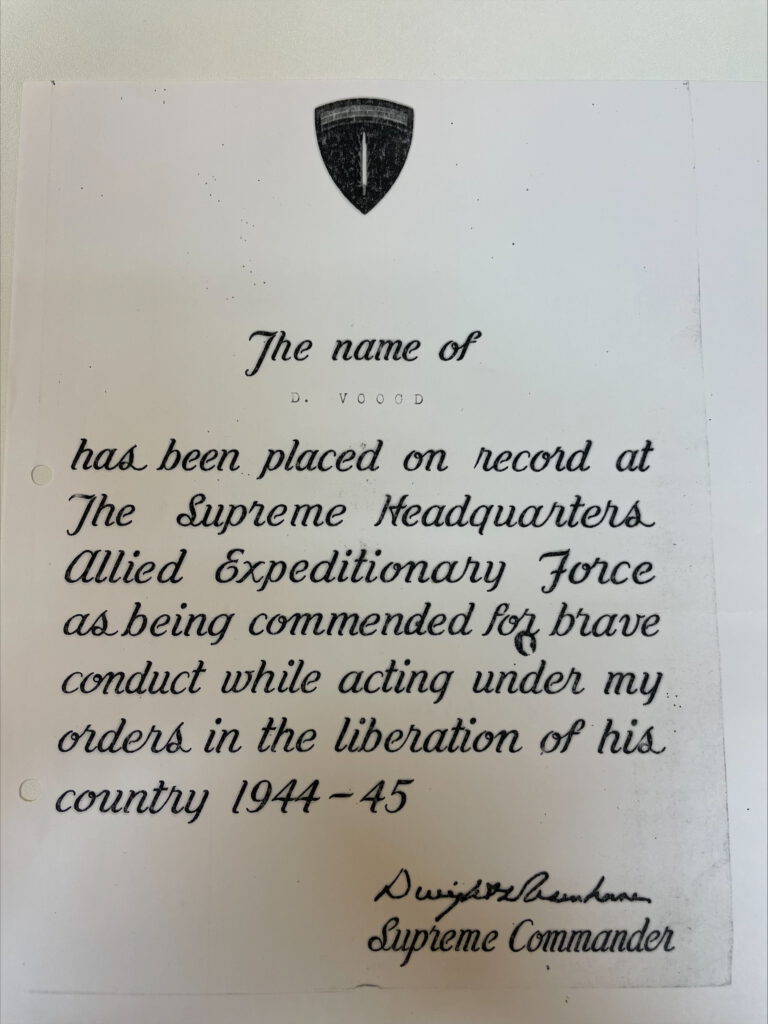 The name of
D. VOOGD
has been placed on record at
The Supreme Headquarters
Allied Expeditionary Force
as being commended for brave
conduct while acting under my
orders in the liberation of his
country 1944-45
Dwight D Eisenhower
Supreme Commander